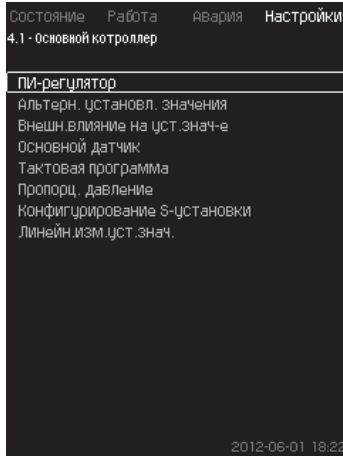 Состояние Работа Авария Настройки
4.1 - Основной контроллер
ПИ-регулятор
Альтерн. установл. значения
Внешн.влияние на уст.знач-е
Основной датчик
Тактовая программа
Пропорц. давление
Конфигурирование S-установки
Линейн.изм.уст.знач.
2012-06-01 18:22